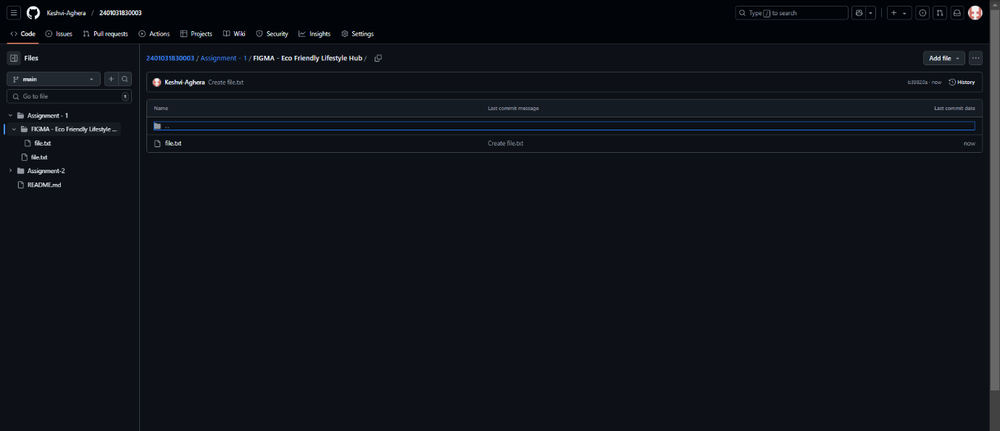 Keshvi-Aghera / 2401031830003
Type / to search
Code Issues Pull requests Actions Projects Wiki Security Insights Settings
Files
2401031830003 / Assignment - 1 / FIGMA - Eco Friendly Lifestyle Hub /
Add file
main
Go to file t
Keshvi-Aghera Create file.txt
b39820a · now History
Name Last commit message Last commit date
..
file.txt Create file.txt now
Assignment - 1
FIGMA - Eco Friendly Lifestyle ...
file.txt
file.txt
Assignment-2
README.md